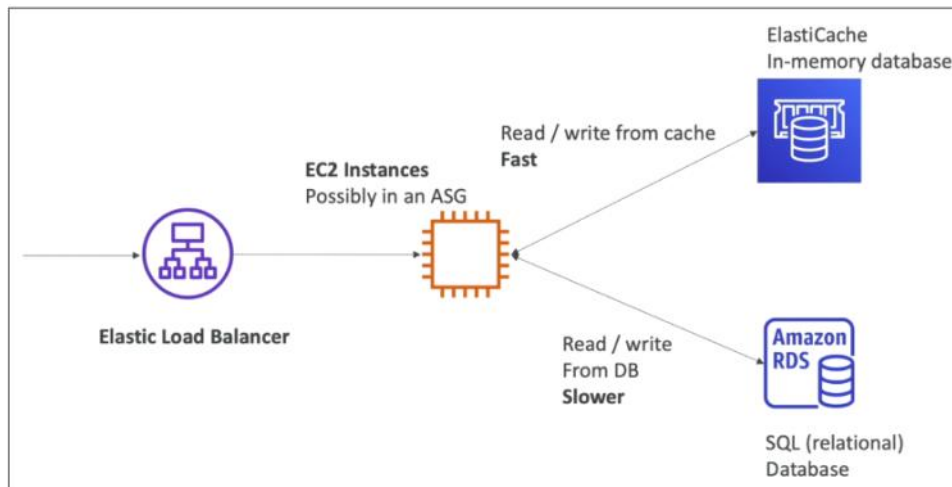 ElastiCache
In-memory database
Read / write from cache
Fast
EC2 Instances
Possibly in an ASG
Elastic Load Balancer
Read / write
From DB
Slower
Amazon
RDS
SQL (relational)
Database